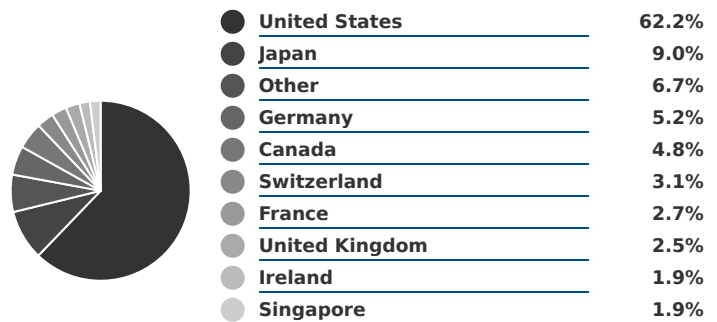 United States 62.2%
Japan 9.0%
Other 6.7%
Germany 5.2%
Canada 4.8%
Switzerland 3.1%
France 2.7%
United Kingdom 2.5%
Ireland 1.9%
Singapore 1.9%